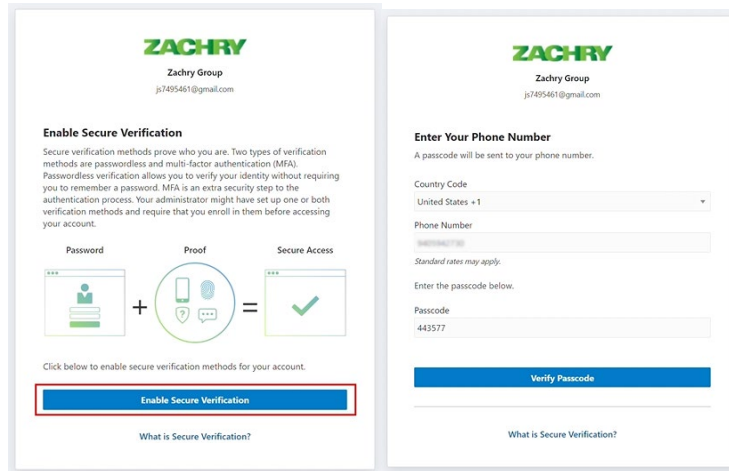 ZACHRY
Zachry Group
js7495461@gmail.com
Enable Secure Verification
Secure verification methods prove who you are. Two types of verification
methods are passwordless and multi-factor authentication (MFA).
Passwordless verification allows you to verify your identity without requiring
you to remember a password. MFA is an extra security step to the
authentication process. Your administrator might have set up one or both
verification methods and require that you enroll in them before accessing
your account.
Password Proof Secure Access
+ =
?
Click below to enable secure verification methods for your account.
Enable Secure Verification
What is Secure Verification?
ZACHRY
Zachry Group
js7495461@gmail.com
Enter Your Phone Number
A passcode will be sent to your phone number.
Country Code
United States +1
Phone Number
Standard rates may apply.
Enter the passcode below.
Passcode
443577
Verify Passcode
What is Secure Verification?